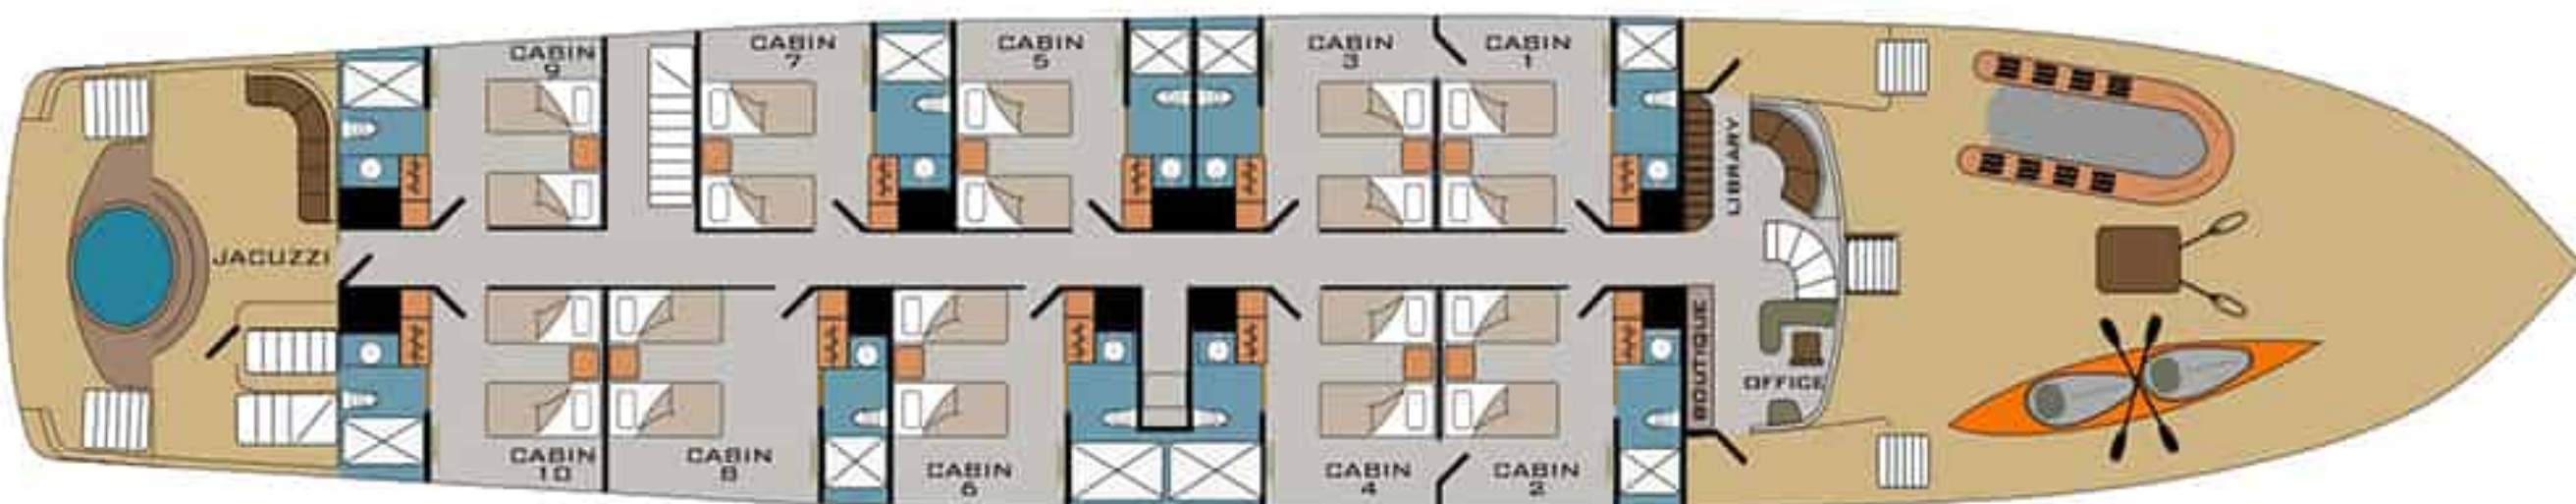 CABIN
9
CABIN
7
CABIN
5
CABIN
3
CABIN
1
LIBRARY
JACUZZI
BOUTIQUE
OFFICE
CABIN
10
CABIN
8
CABIN
6
CABIN
4
CABIN
2